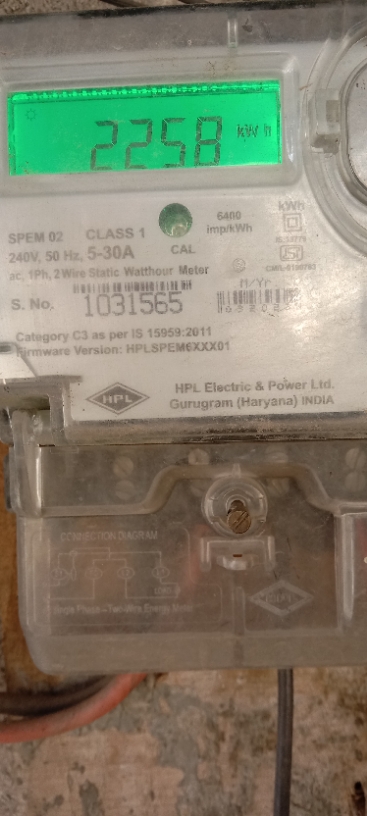 2258 kWh
kWh
6400
imp/kWh
SPEM 02 CLASS 1
240V, 50 Hz, 5-30A CAL
ac, 1Ph, 2 Wire Static Watthour Meter
M/Yr
S. No. 1031565
Category C3 as per IS 15959:2011
Firmware Version: HPLSPEM6XXX01
HPL
HPL Electric & Power Ltd.
Gurugram (Haryana) INDIA
CONNECTION DIAGRAM
Single Phase - Two Wire Energy Meter